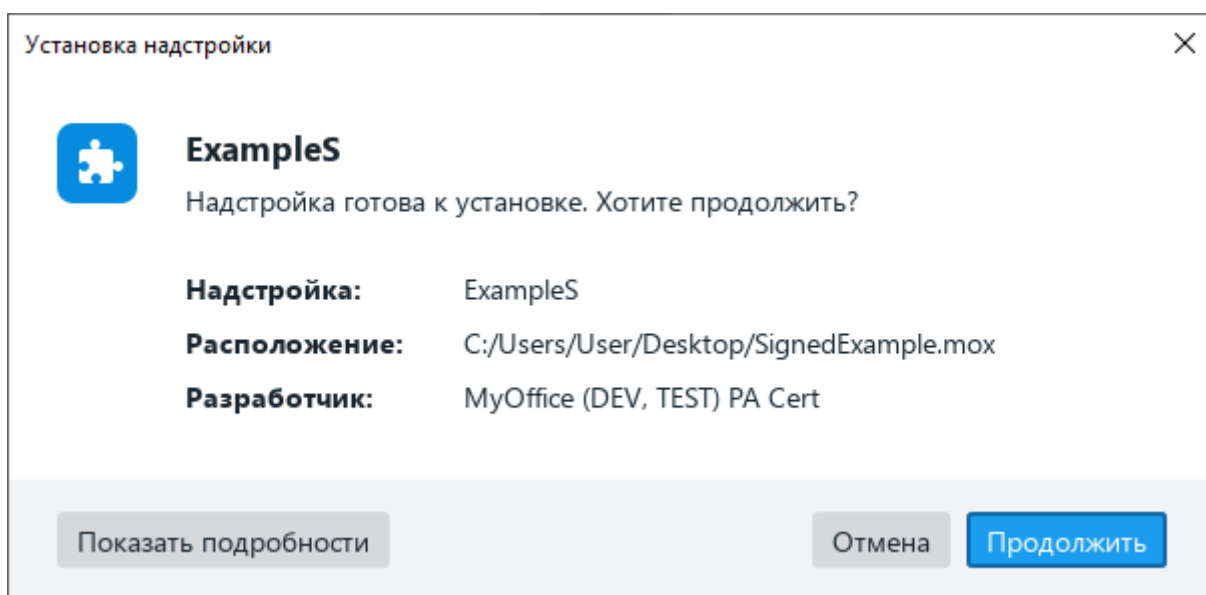 Установка надстройки
ExampleS
Надстройка готова к установке. Хотите продолжить?
Надстройка: ExampleS
Расположение: C:/Users/User/Desktop/SignedExample.mox
Разработчик: MyOffice (DEV, TEST) PA Cert
Показать подробности Отмена Продолжить